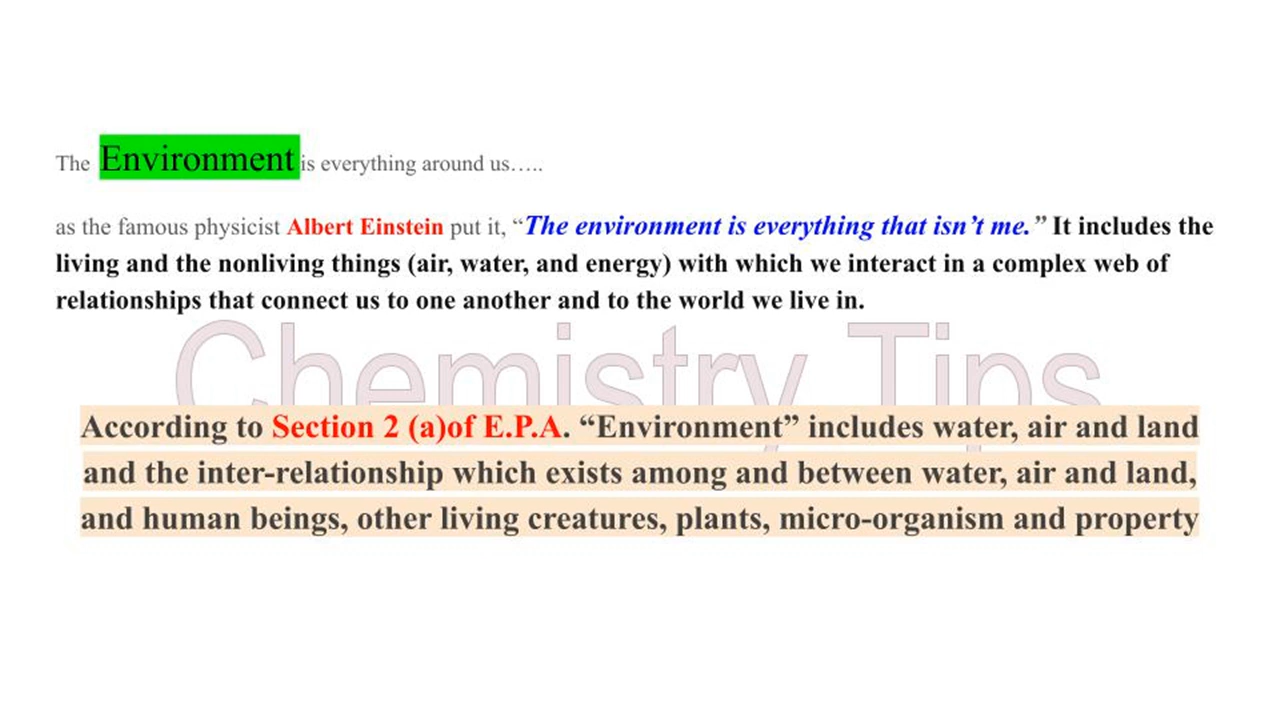 The Environment is everything around us…..
as the famous physicist Albert Einstein put it, “The environment is everything that isn’t me.” It includes the
living and the nonliving things (air, water, and energy) with which we interact in a complex web of
relationships that connect us to one another and to the world we live in.
Chemistry Tips
According to Section 2 (a)of E.P.A. “Environment” includes water, air and land
and the inter-relationship which exists among and between water, air and land,
and human beings, other living creatures, plants, micro-organism and property